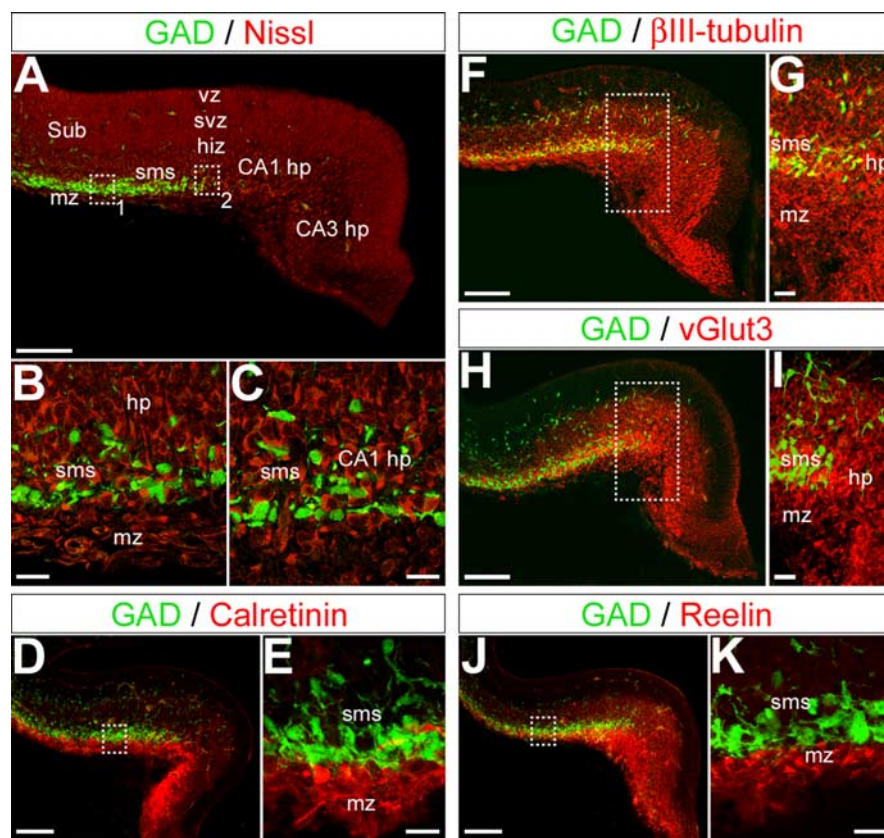 GAD / Nissl
A
vz
Sub
svz
hiz
sms
CA1 hp
mz
1
2
CA3 hp
B
hp
sms
mz
C
sms
CA1 hp
GAD / Calretinin
D
E
sms
mz
GAD / βIII-tubulin
F
G
sms
hp
mz
GAD / vGlut3
H
I
sms
hp
mz
GAD / Reelin
J
K
sms
mz